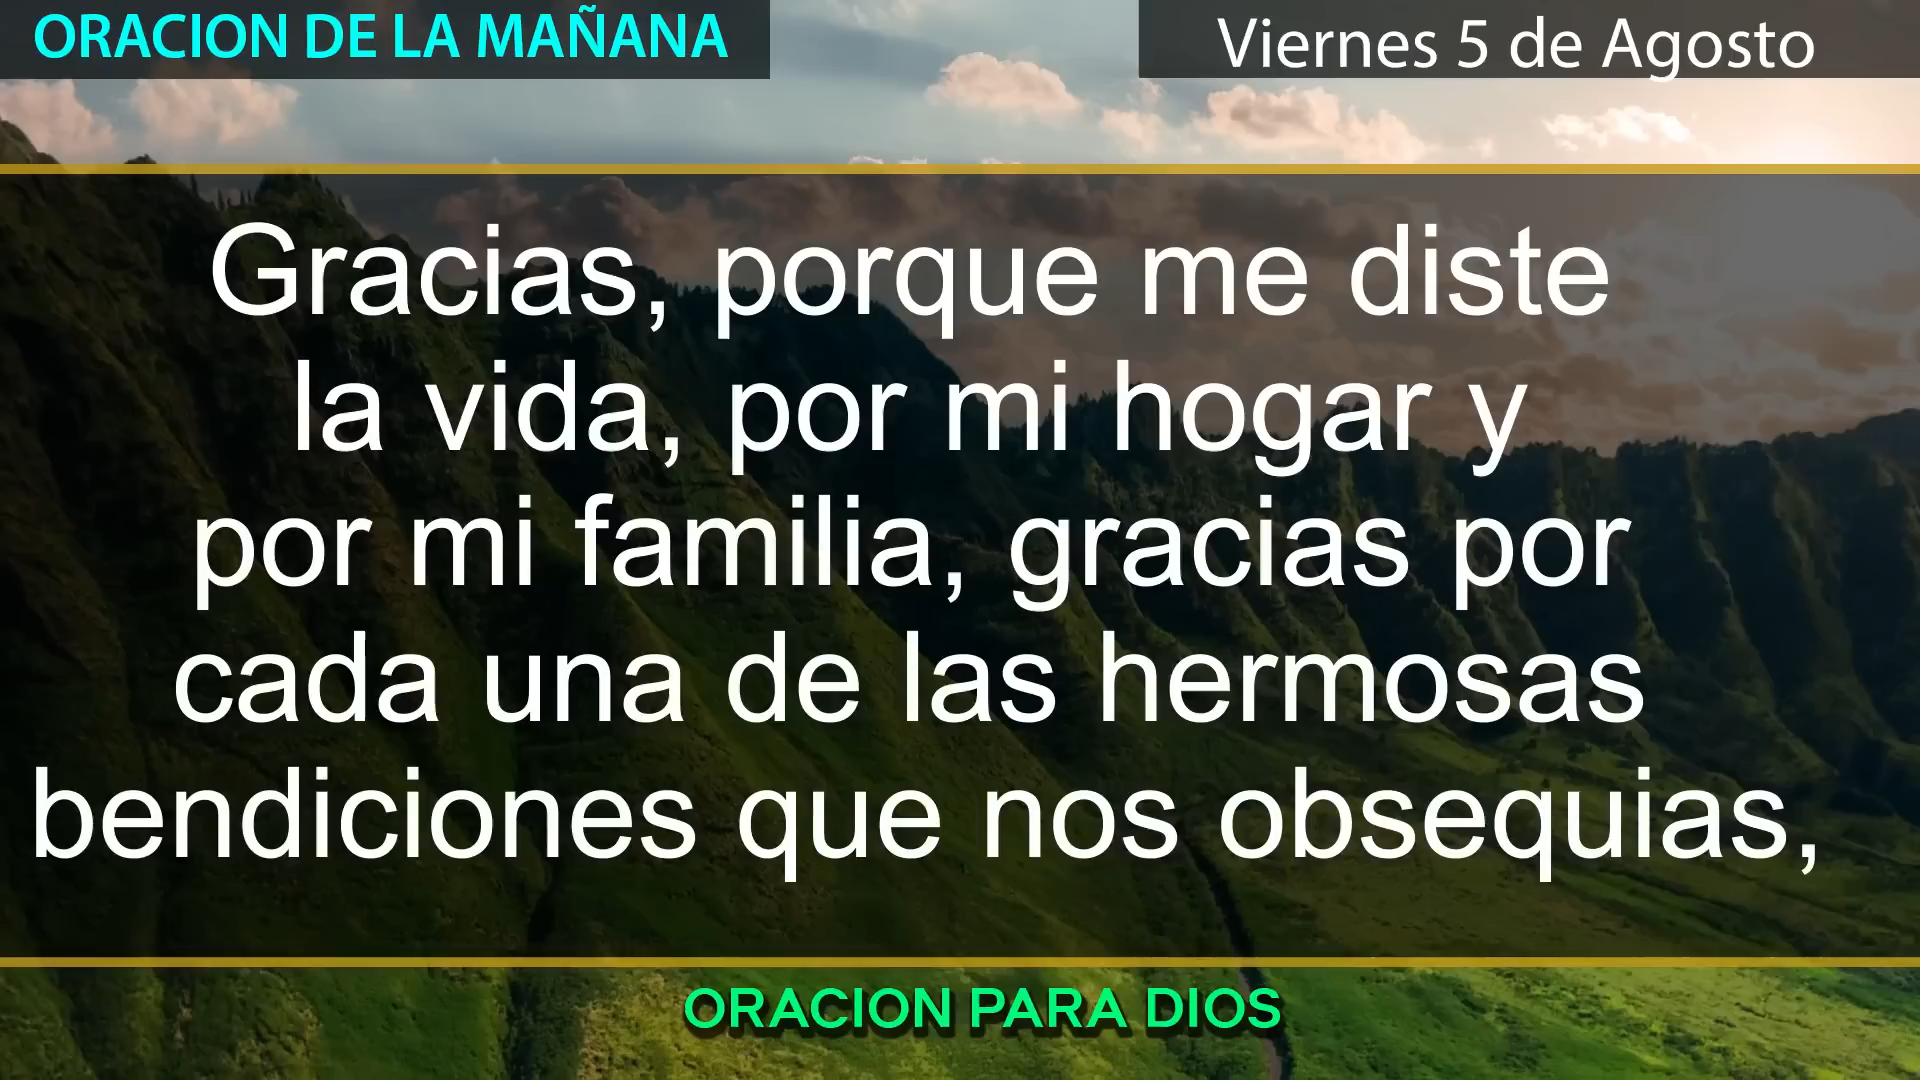 ORACION DE LA MAÑANA
Viernes 5 de Agosto
Gracias, porque me diste
la vida, por mi hogar y
por mi familia, gracias por
cada una de las hermosas
bendiciones que nos obsequias,
ORACION PARA DIOS